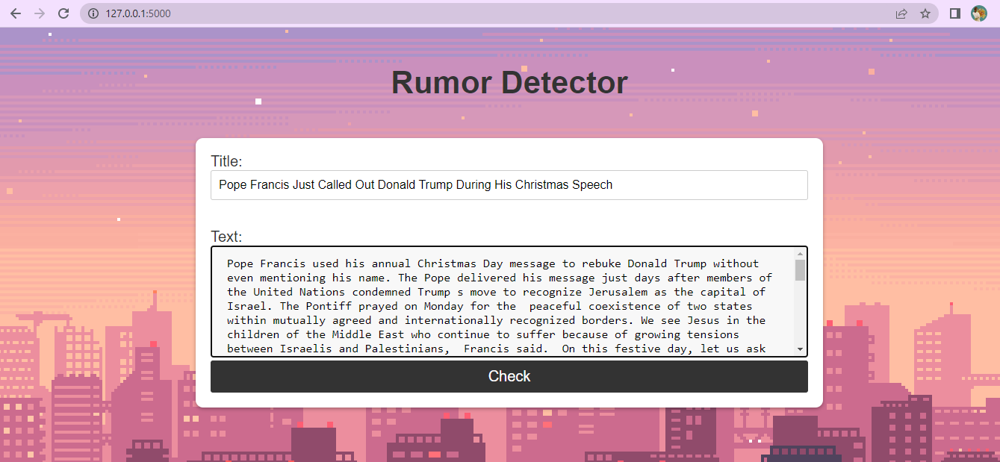 127.0.0.1:5000
Rumor Detector
Title:
Pope Francis Just Called Out Donald Trump During His Christmas Speech
Text:
Pope Francis used his annual Christmas Day message to rebuke Donald Trump without
even mentioning his name. The Pope delivered his message just days after members of
the United Nations condemned Trump s move to recognize Jerusalem as the capital of
Israel. The Pontiff prayed on Monday for the  peaceful coexistence of two states
within mutually agreed and internationally recognized borders. We see Jesus in the
children of the Middle East who continue to suffer because of growing tensions
between Israelis and Palestinians,  Francis said.  On this festive day, let us ask
Check